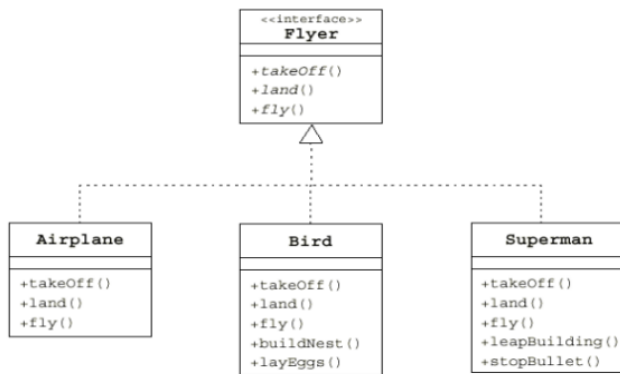 <<interface>>
Flyer
+takeOff()
+land()
+fly()
Airplane
+takeOff()
+land()
+fly()
Bird
+takeOff()
+land()
+fly()
+buildNest()
+layEggs()
Superman
+takeOff()
+land()
+fly()
+leapBuilding()
+stopBullet()